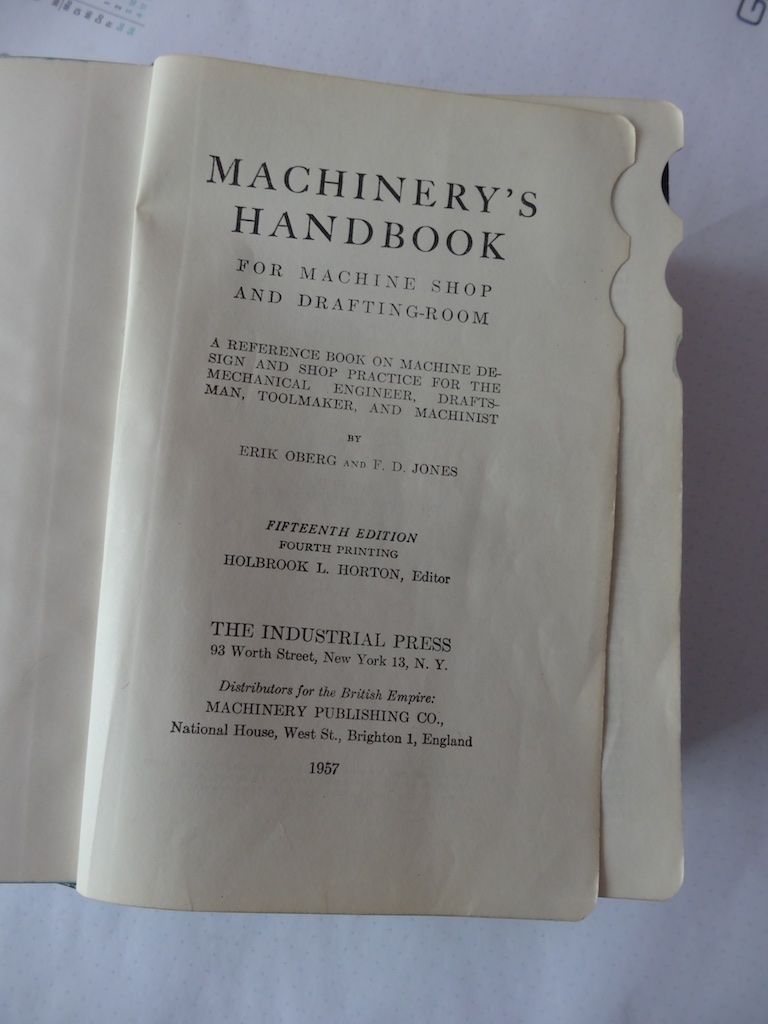 MACHINERY'S
HANDBOOK
FOR MACHINE SHOP
AND DRAFTING-ROOM
A REFERENCE BOOK ON MACHINE DE-
SIGN AND SHOP PRACTICE FOR THE
MECHANICAL ENGINEER, DRAFTS-
MAN, TOOLMAKER, AND MACHINIST
BY
ERIK OBERG AND F. D. JONES
FIFTEENTH EDITION
FOURTH PRINTING
HOLBROOK L. HORTON, Editor
THE INDUSTRIAL PRESS
93 Worth Street, New York 13, N. Y.
Distributors for the British Empire:
MACHINERY PUBLISHING CO.,
National House, West St., Brighton 1, England
1957